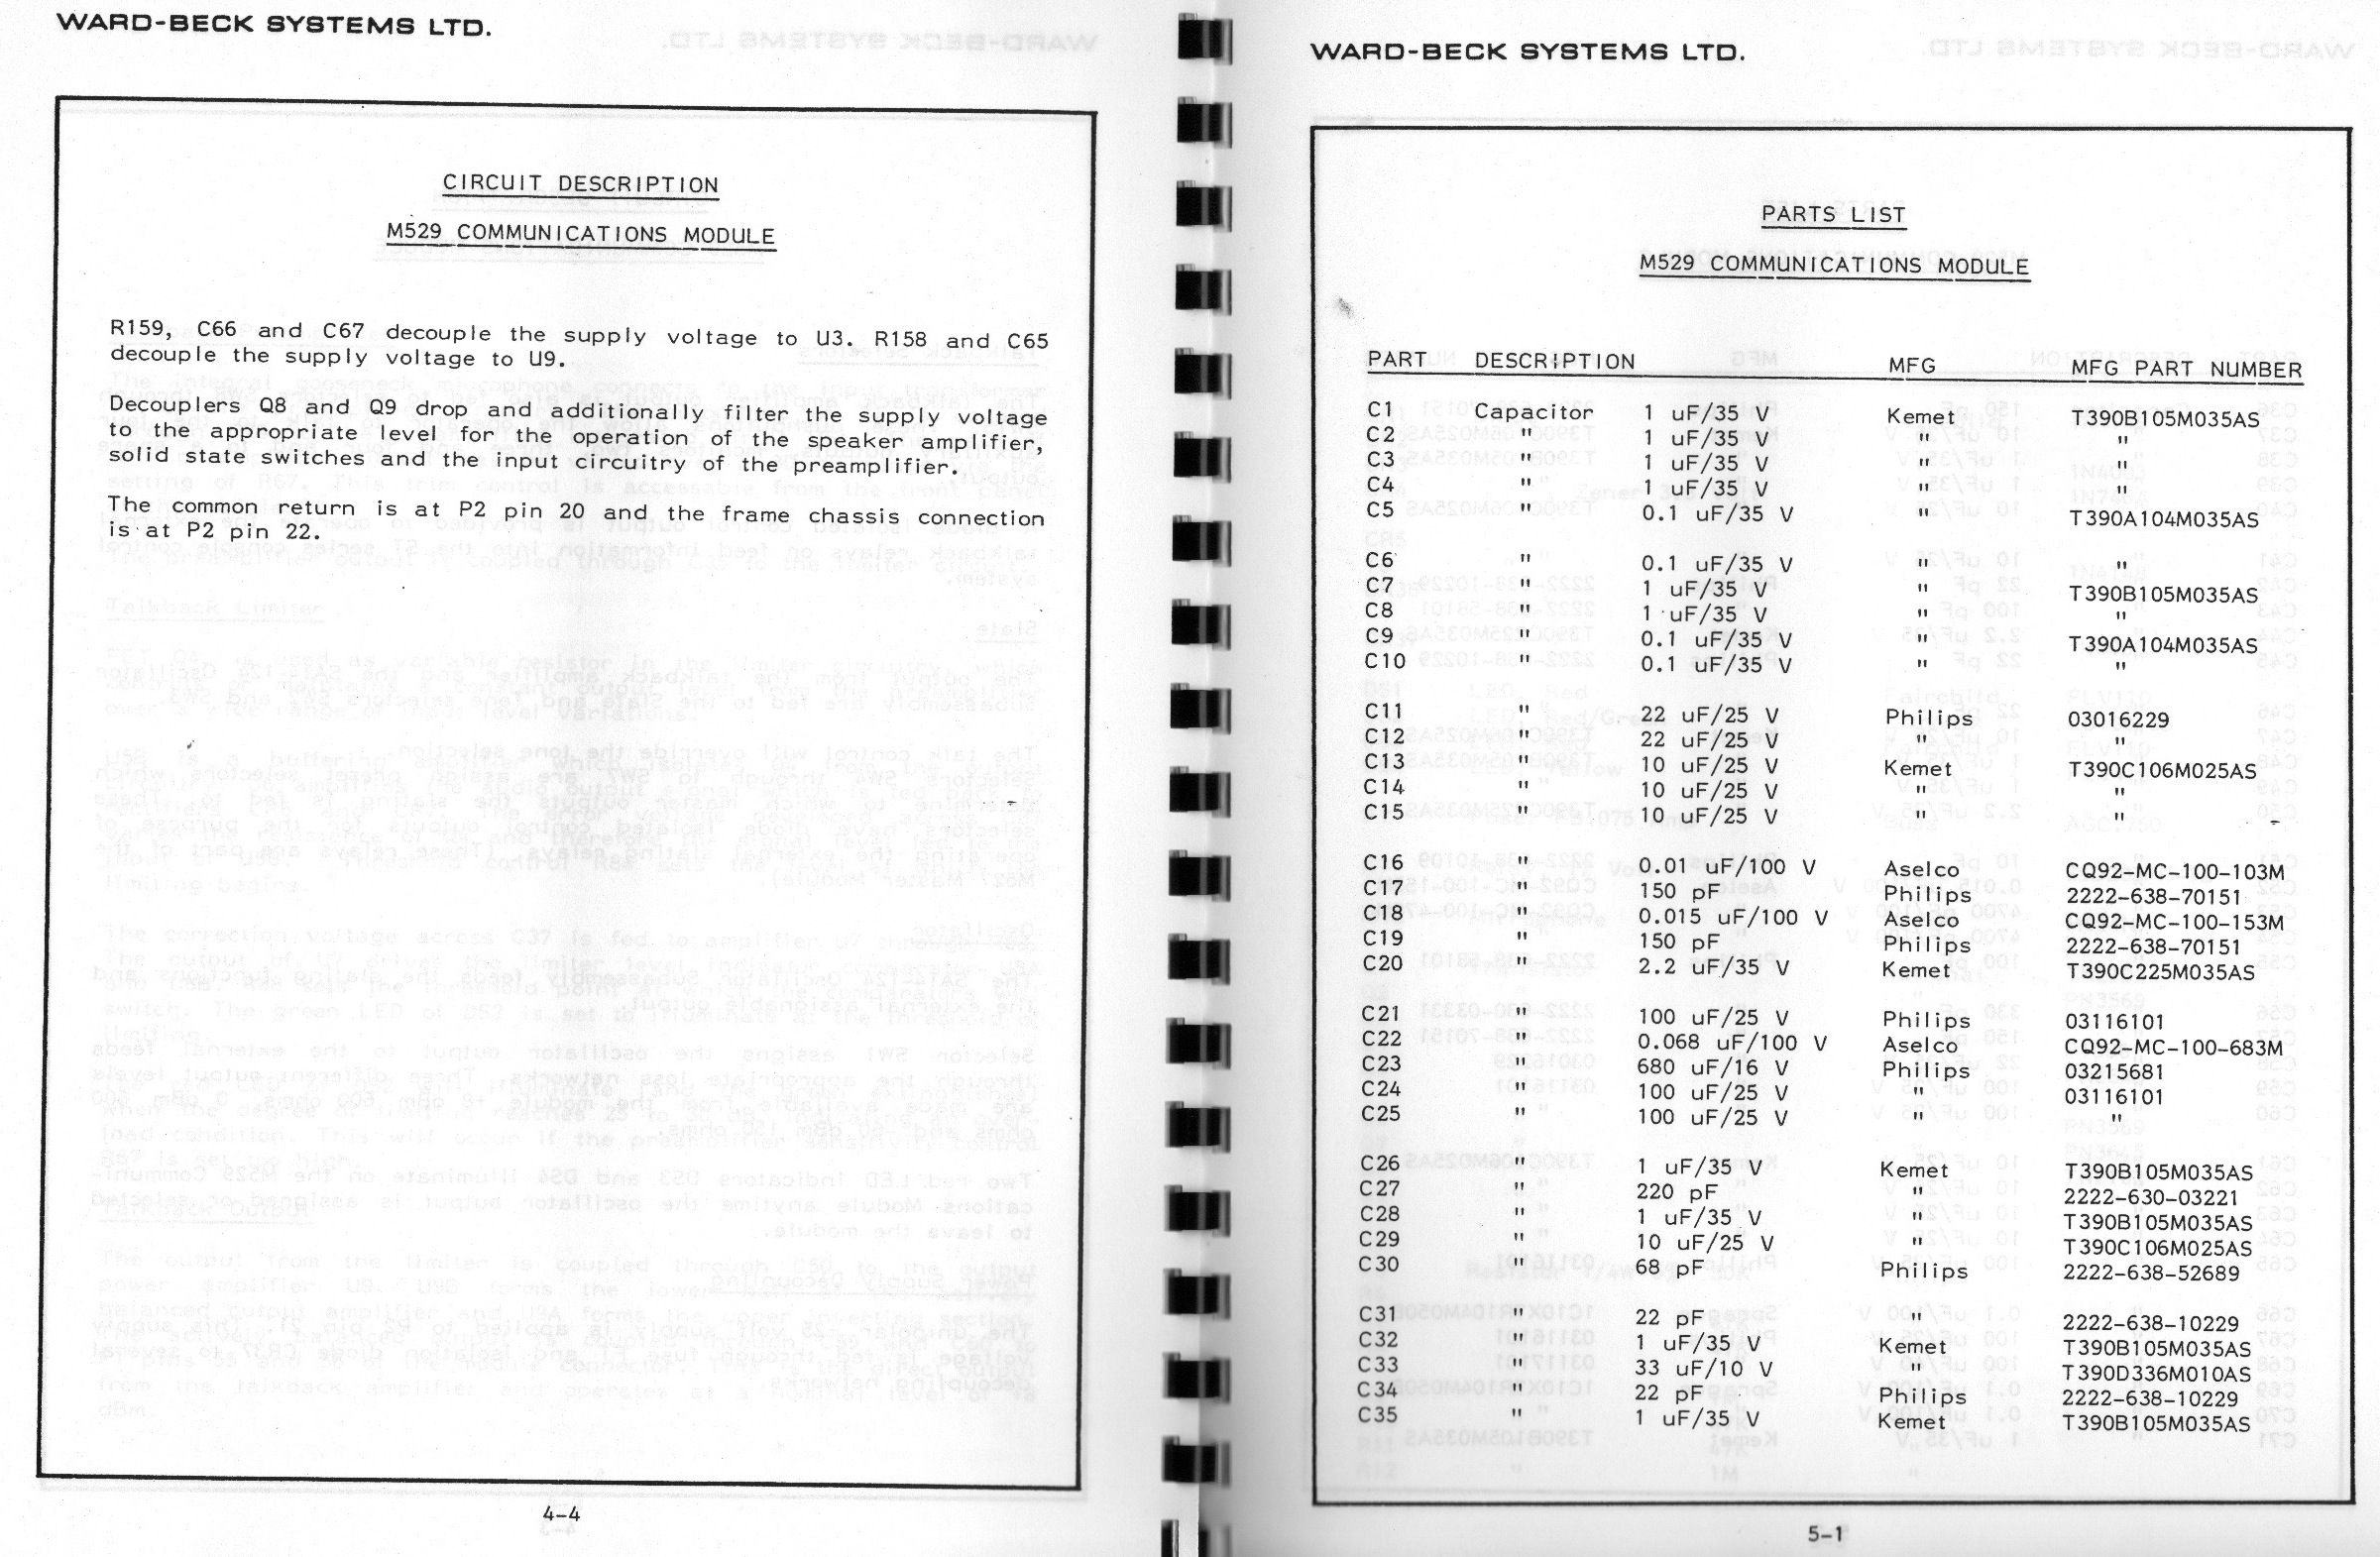 WARD-BECK SYSTEMS LTD.
CIRCUIT DESCRIPTION
M529 COMMUNICATIONS MODULE
R159, C66 and C67 decouple the supply voltage to U3. R158 and C65
decouple the supply voltage to U9.
Decouplers Q8 and Q9 drop and additionally filter the supply voltage
to the appropriate level for the operation of the speaker amplifier,
solid state switches and the input circuitry of the preamplifier.
The common return is at P2 pin 20 and the frame chassis connection
is at P2 pin 22.
4-4
WARD-BECK SYSTEMS LTD.
PARTS LIST
M529 COMMUNICATIONS MODULE
PART DESCRIPTION MFG MFG PART NUMBER
C1 Capacitor 1 uF/35 V Kemet T390B105M035AS
C2 " 1 uF/35 V " "
C3 " 1 uF/35 V " "
C4 " 1 uF/35 V " "
C5 " 0.1 uF/35 V " T390A104M035AS
C6 " 0.1 uF/35 V " "
C7 " 1 uF/35 V " T390B105M035AS
C8 " 1 uF/35 V " "
C9 " 0.1 uF/35 V " T390A104M035AS
C10 " 0.1 uF/35 V " "
C11 " 22 uF/25 V Philips 03016229
C12 " 22 uF/25 V " "
C13 " 10 uF/25 V Kemet T390C106M025AS
C14 " 10 uF/25 V " "
C15 " 10 uF/25 V " "
C16 " 0.01 uF/100 V Aselco CQ92-MC-100-103M
C17 " 150 pF Philips 2222-638-70151
C18 " 0.015 uF/100 V Aselco CQ92-MC-100-153M
C19 " 150 pF Philips 2222-638-70151
C20 " 2.2 uF/35 V Kemet T390C225M035AS
C21 " 100 uF/25 V Philips 03116101
C22 " 0.068 uF/100 V Aselco CQ92-MC-100-683M
C23 " 680 uF/16 V Philips 03215681
C24 " 100 uF/25 V " 03116101
C25 " 100 uF/25 V " "
C26 " 1 uF/35 V Kemet T390B105M035AS
C27 " 220 pF " 2222-630-03221
C28 " 1 uF/35 V " T390B105M035AS
C29 " 10 uF/25 V " T390C106M025AS
C30 " 68 pF Philips 2222-638-52689
C31 " 22 pF " 2222-638-10229
C32 " 1 uF/35 V Kemet T390B105M035AS
C33 " 33 uF/10 V " T390D336M010AS
C34 " 22 pF Philips 2222-638-10229
C35 " 1 uF/35 V Kemet T390B105M035AS
5-1